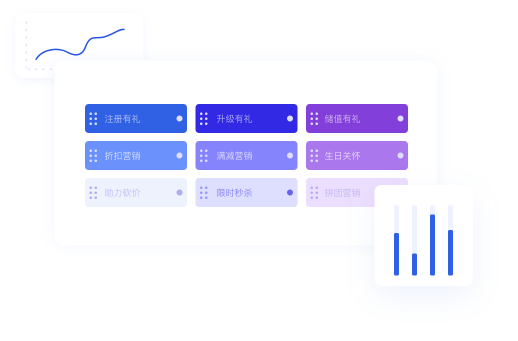 注册有礼
升级有礼
储值有礼
折扣营销
满减营销
生日关怀
助力砍价
限时秒杀
拼团营销